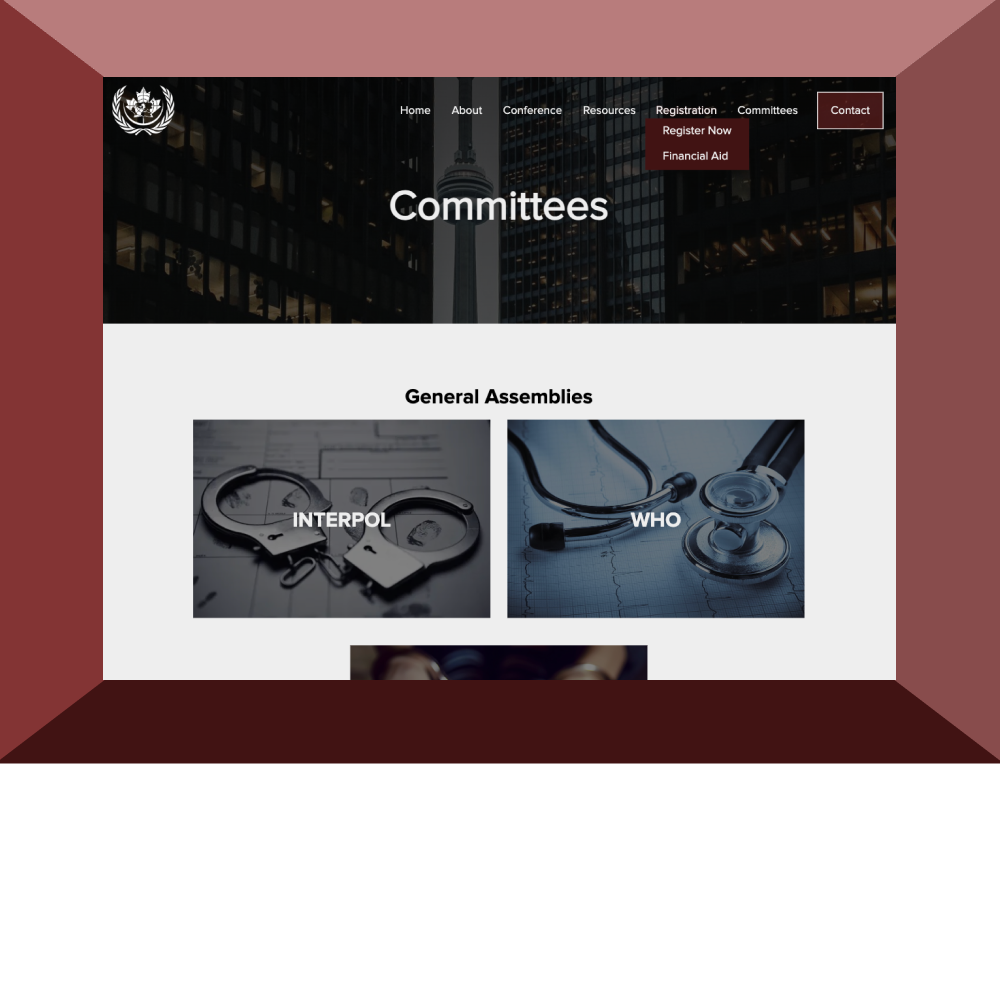 Home About Conference Resources Registration Committees Contact
Register Now
Financial Aid
Committees
General Assemblies
INTERPOL WHO